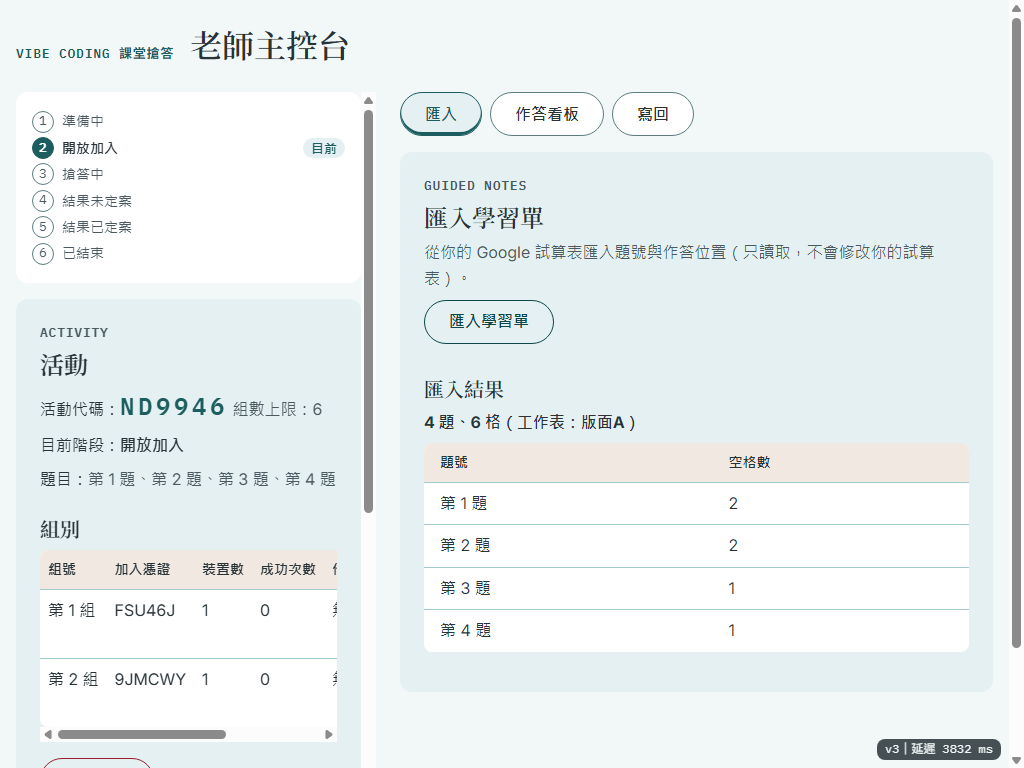 VIBE CODING 課堂搶答 老師主控台
1 準備中
2 開放加入 目前
3 搶答中
4 結果未定案
5 結果已定案
6 已結束
ACTIVITY
活動
活動代碼：ND9946 組數上限：6
目前階段：開放加入
題目：第 1 題、第 2 題、第 3 題、第 4 題
組別
組號 加入憑證 裝置數 成功次數
第 1 組 FSU46J 1 0
第 2 組 9JMCWY 1 0
匯入 作答看板 寫回
GUIDED NOTES
匯入學習單
從你的 Google 試算表匯入題號與作答位置（只讀取，不會修改你的試算
表）。
匯入學習單
匯入結果
4 題、6 格（工作表：版面A）
題號 空格數
第 1 題 2
第 2 題 2
第 3 題 1
第 4 題 1
v3｜延遲 3832 ms